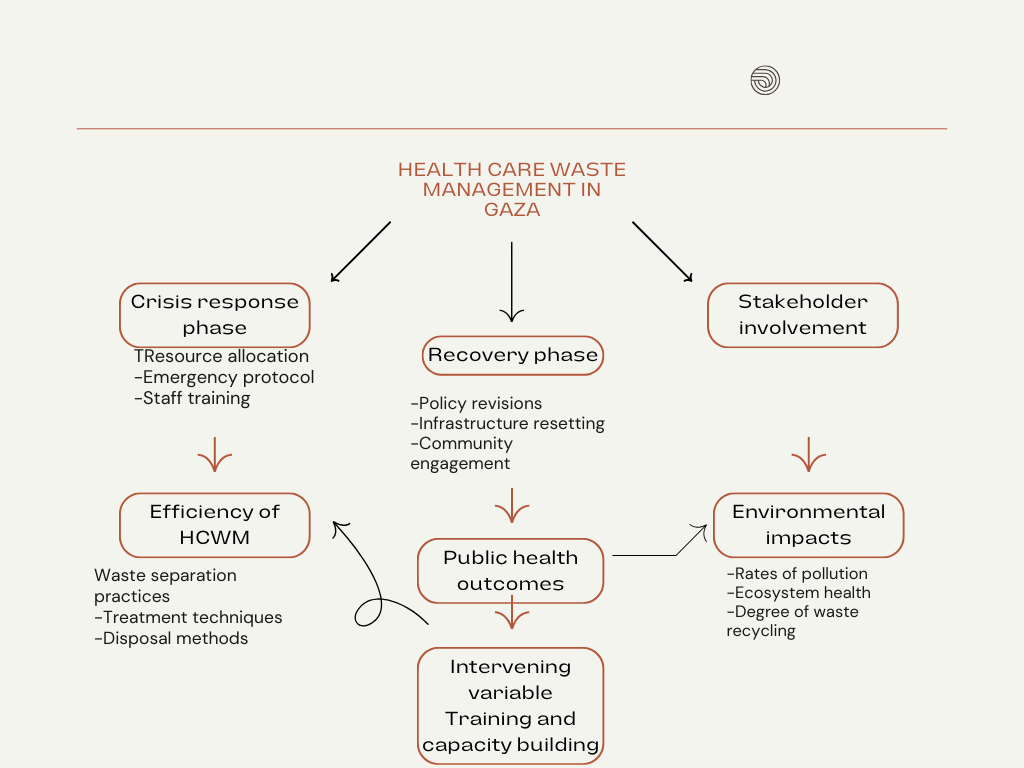 HEALTH CARE WASTE
MANAGEMENT IN
GAZA
Crisis response
phase
TResource allocation
-Emergency protocol
-Staff training
Recovery phase
-Policy revisions
-Infrastructure resetting
-Community
engagement
Stakeholder
involvement
Efficiency of
HCWM
Waste separation
practices
-Treatment techniques
-Disposal methods
Public health
outcomes
Environmental
impacts
-Rates of pollution
-Ecosystem health
-Degree of waste
recycling
Intervening
variable
Training and
capacity building